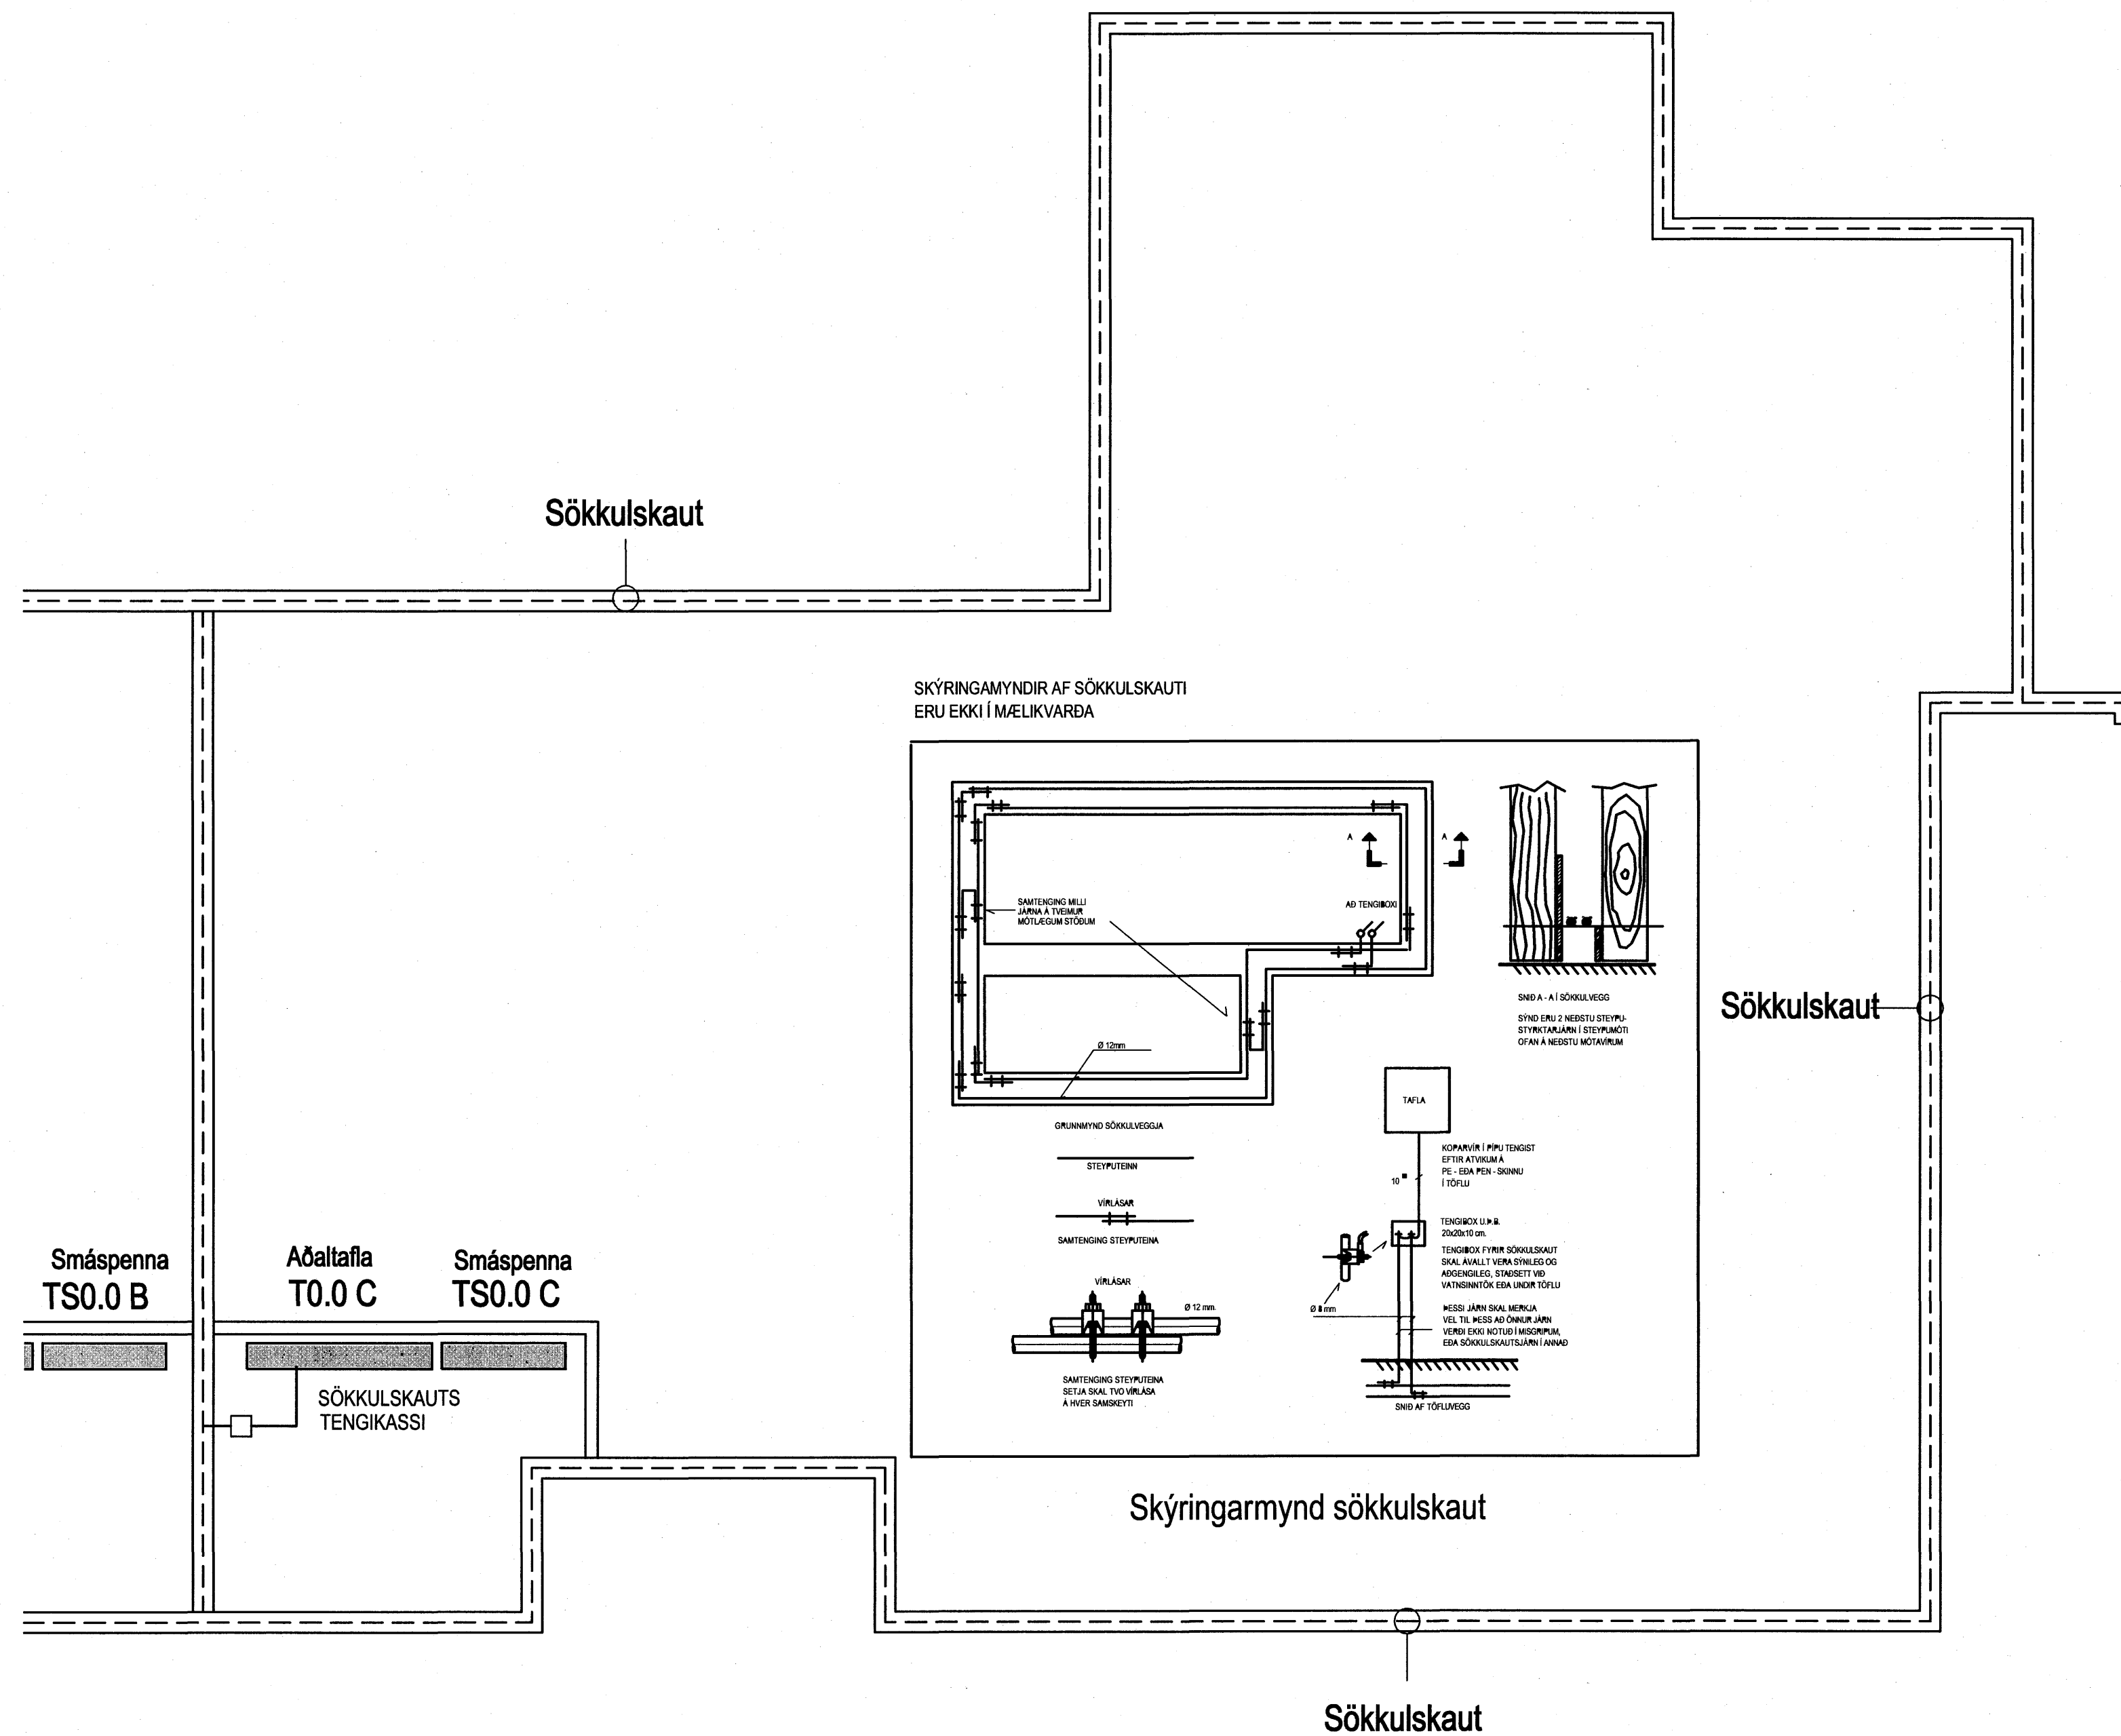 Sökkulskaut
SKÝRINGAMYNDIR AF SÖKKULSKAUTI
ERU EKKI Í MÆLIKVARÐA
A
A
SAMTENGING MILLI
JÁRNA Á TVEIMUR
MÓTLÆGUM STÖÐUM
AÐ TENGIBOXI
Ø 12mm
GRUNNMYND SÖKKULVEGGJA
SNIÐ A - A Í SÖKKULVEGG
SÝND ERU 2 NEÐSTU STEYPU-
STYRKTARJÁRN Í STEYPUMÓTI
OFAN Á NEÐSTU MÓTAVÍRUM
Sökkulskaut
STEYPUTEINN
VÍRLÁSAR
SAMTENGING STEYPUTEINA
VÍRLÁSAR
Ø 12 mm.
SAMTENGING STEYPUTEINA
SETJA SKAL TVO VÍRLÁSA
Á HVER SAMSKEYTI
TAFLA
KOPARVÍR Í PÍPU TENGIST
EFTIR ATVIKUM Á
PE - EÐA PEN - SKINNU
Í TÖFLU
10
TENGIBOX U.Þ.B.
20x20x10 cm.
TENGIBOX FYRIR SÖKKULSKAUT
SKAL ÁVALLT VERA SÝNILEG OG
AÐGENGILEG, STAÐSETT VIÐ
VATNSINNTÖK EÐA UNDIR TÖFLU
Ø 8 mm
ÞESSI JÁRN SKAL MERKJA
VEL TIL ÞESS AÐ ÖNNUR JÁRN
VERÐI EKKI NOTUÐ Í MISGRIPUM,
EÐA SÖKKULSKAUTSJÁRN Í ANNAÐ
SNIÐ AF TÖFLUVEGG
Smáspenna
TS0.0 B
Aðaltafla
T0.0 C
Smáspenna
TS0.0 C
SÖKKULSKAUTS
TENGIKASSI
Skýringarmynd sökkulskaut
Sökkulskaut